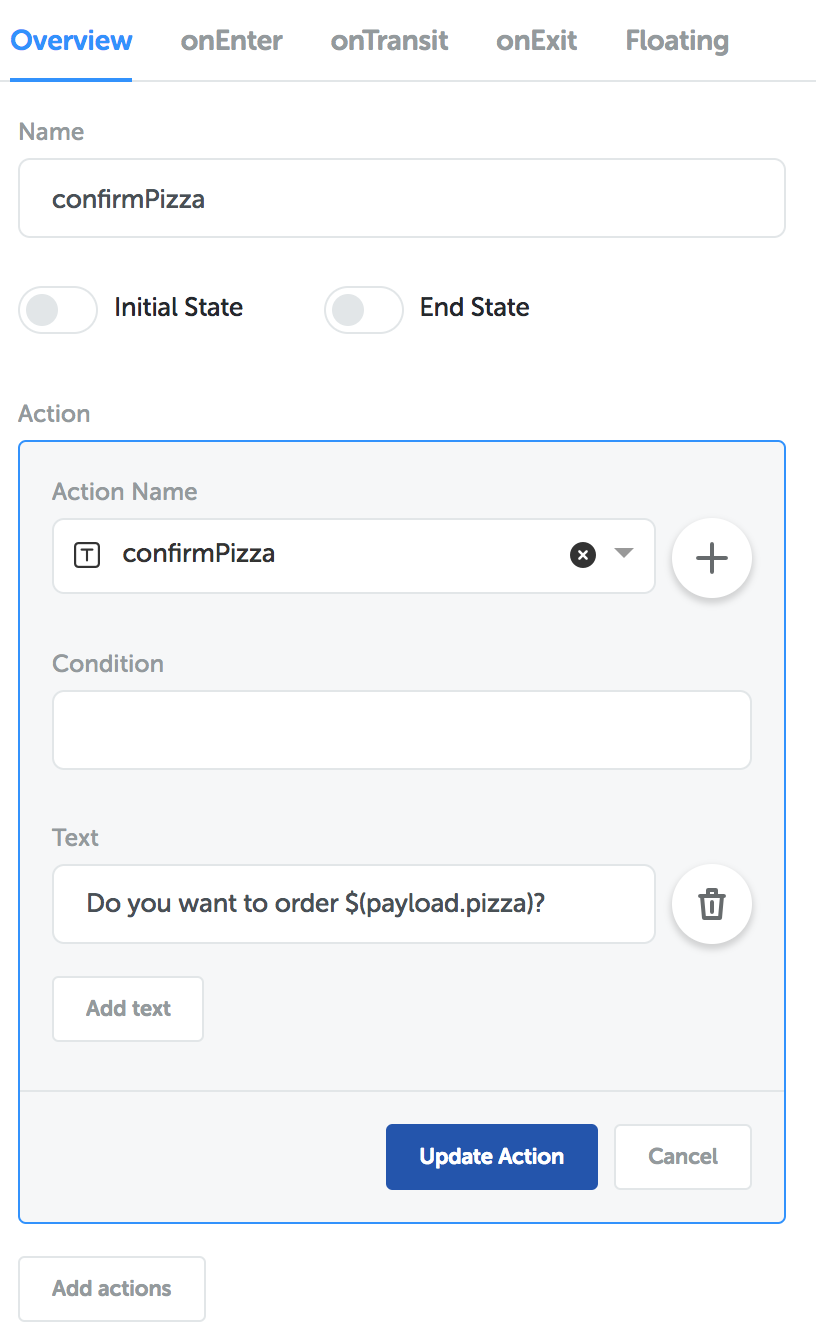 Overview onEnter onTransit onExit Floating
Name
confirmPizza
Initial State End State
Action
Action Name
T confirmPizza
Condition
Text
Do you want to order $(payload.pizza)?
Add text
Update Action Cancel
Add actions